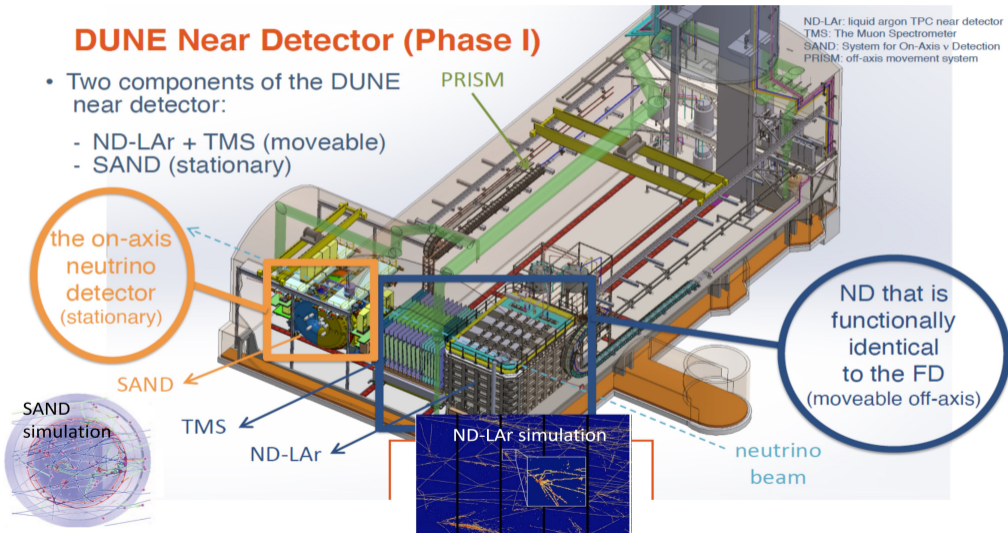 DUNE Near Detector (Phase I)
ND-LAr: liquid argon TPC near detector
TMS: The Muon Spectrometer
SAND: System for On-Axis ν Detection
PRISM: off-axis movement system
• Two components of the DUNE
near detector:
- ND-LAr + TMS (moveable)
- SAND (stationary)
PRISM
the on-axis
neutrino
detector
(stationary)
ND that is
functionally
identical
to the FD
(moveable off-axis)
SAND
TMS
ND-LAr
SAND
simulation
ND-LAr simulation
neutrino
beam